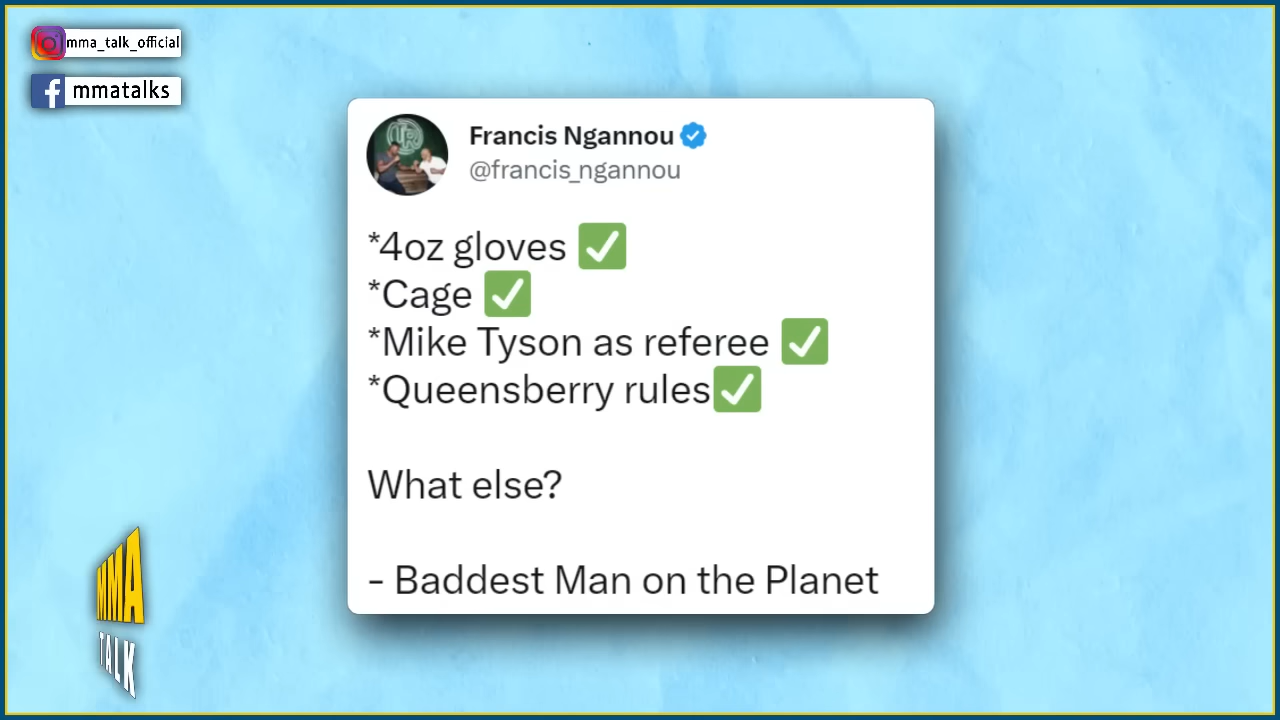 mma_talk_official
mmatalks
Francis Ngannou
@francis_ngannou
*4oz gloves ✅
*Cage ✅
*Mike Tyson as referee ✅
*Queensberry rules✅
What else?
- Baddest Man on the Planet
MMA
TALK